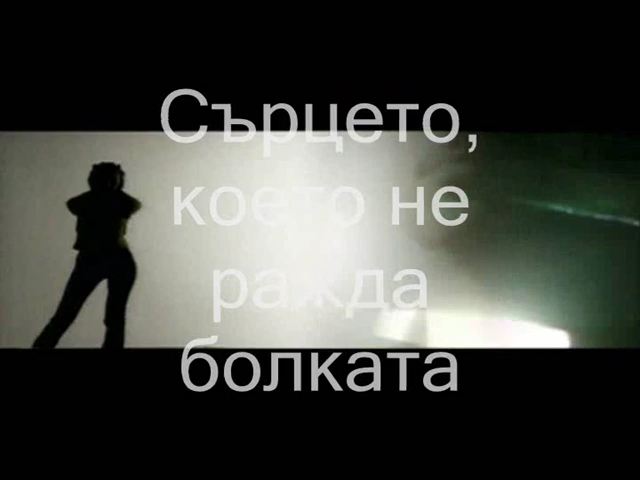 Сърцето,
което не
ражда
болката